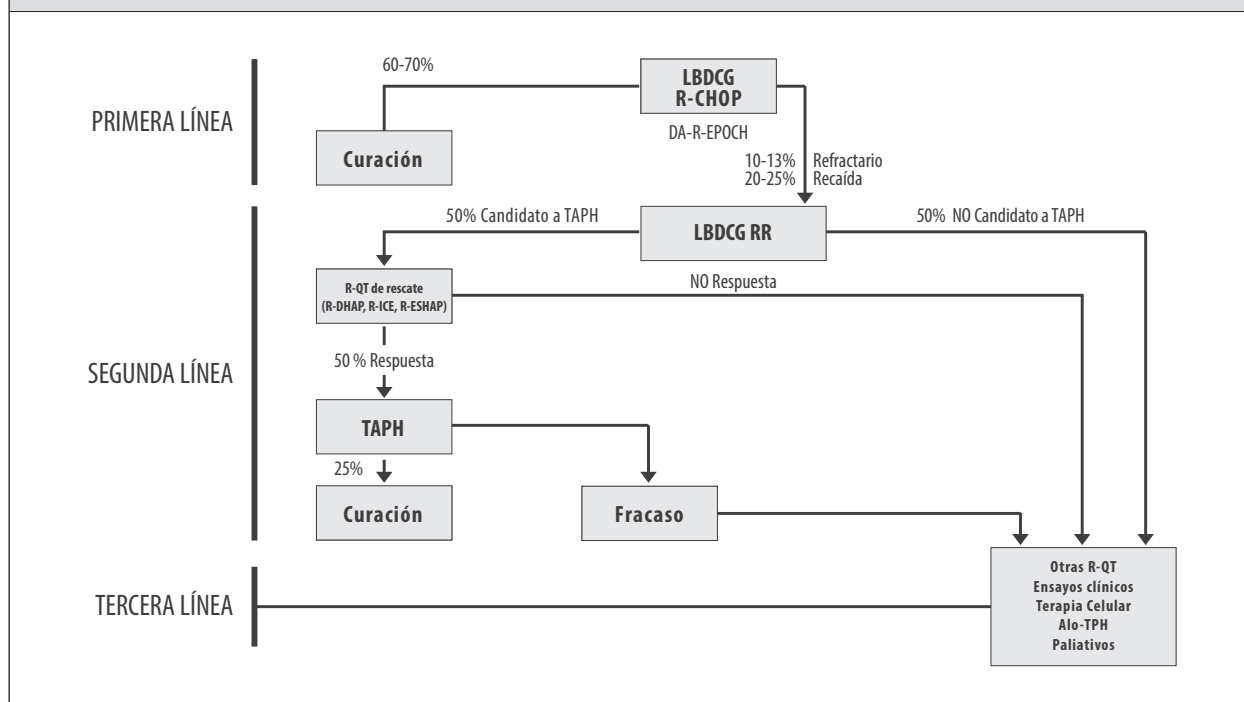 PRIMERA LÍNEA
60-70%
LBDCG
R-CHOP
DA-R-EPOCH
Curación
10-13% Refractario
20-25% Recaída
SEGUNDA LÍNEA
50% Candidato a TAPH
LBDCG RR
50% NO Candidato a TAPH
R-QT de rescate
(R-DHAP, R-ICE, R-ESHAP)
NO Respuesta
50 % Respuesta
TAPH
25%
Curación
Fracaso
TERCERA LÍNEA
Otras R-QT
Ensayos clínicos
Terapia Celular
Alo-TPH
Paliativos